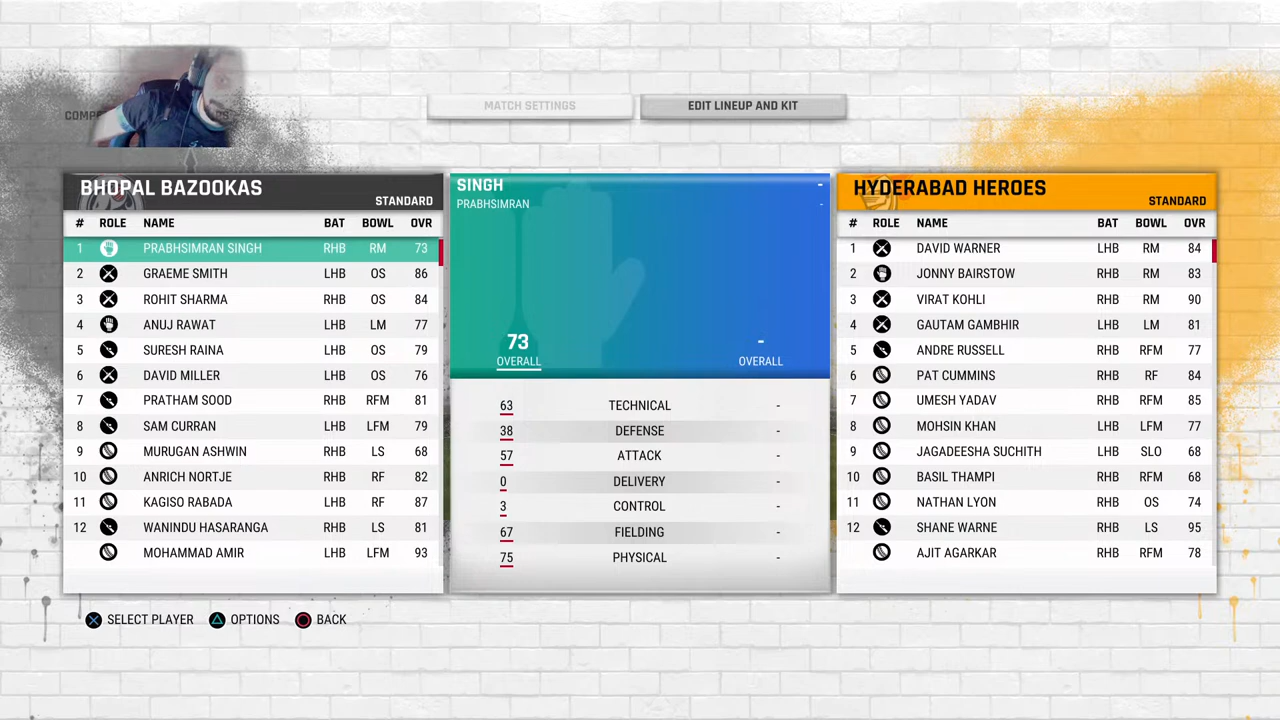 COMP
MATCH SETTINGS
EDIT LINEUP AND KIT
BHOPAL BAZOOKAS
STANDARD
# ROLE NAME BAT BOWL OVR
1 PRABHSIMRAN SINGH RHB RM 73
2 GRAEME SMITH LHB OS 86
3 ROHIT SHARMA RHB OS 84
4 ANUJ RAWAT LHB LM 77
5 SURESH RAINA LHB OS 79
6 DAVID MILLER LHB OS 76
7 PRATHAM SOOD RHB RFM 81
8 SAM CURRAN LHB LFM 79
9 MURUGAN ASHWIN RHB LS 68
10 ANRICH NORTJE RHB RF 82
11 KAGISO RABADA LHB RF 87
12 WANINDU HASARANGA RHB LS 81
MOHAMMAD AMIR LHB LFM 93
SINGH -
PRABHSIMRAN -
73 -
OVERALL OVERALL
63 TECHNICAL -
38 DEFENSE -
57 ATTACK -
0 DELIVERY -
3 CONTROL -
67 FIELDING -
75 PHYSICAL -
HYDERABAD HEROES
STANDARD
# ROLE NAME BAT BOWL OVR
1 DAVID WARNER LHB RM 84
2 JONNY BAIRSTOW RHB RM 83
3 VIRAT KOHLI RHB RM 90
4 GAUTAM GAMBHIR LHB LM 81
5 ANDRE RUSSELL RHB RFM 77
6 PAT CUMMINS RHB RF 84
7 UMESH YADAV RHB RFM 85
8 MOHSIN KHAN LHB LFM 77
9 JAGADEESHA SUCHITH LHB SLO 68
10 BASIL THAMPI RHB RFM 68
11 NATHAN LYON RHB OS 74
12 SHANE WARNE RHB LS 95
AJIT AGARKAR RHB RFM 78
SELECT PLAYER OPTIONS BACK